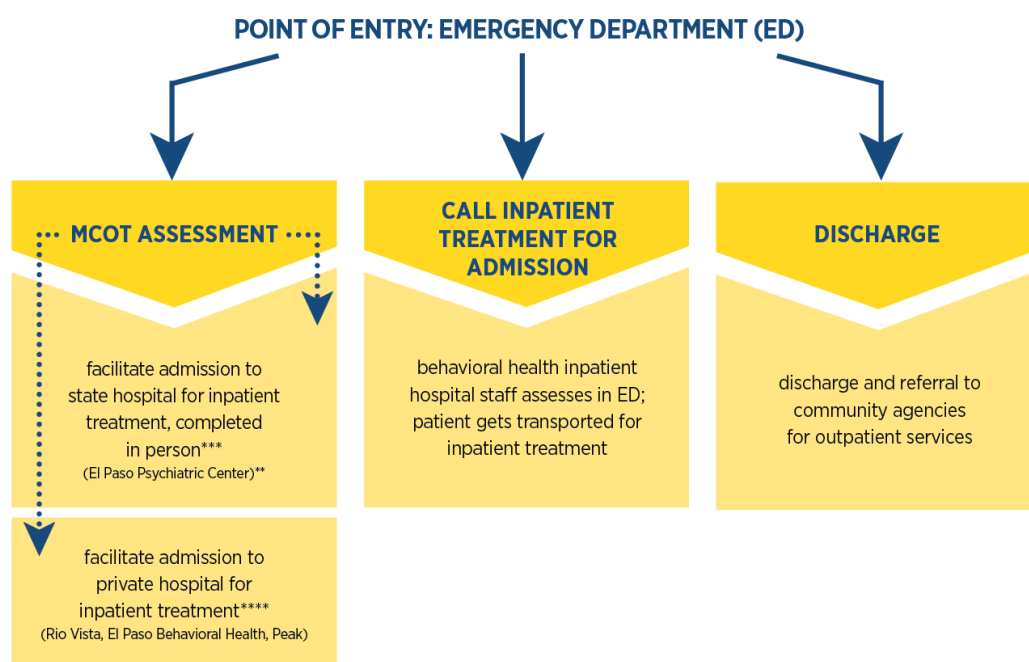 POINT OF ENTRY: EMERGENCY DEPARTMENT (ED)
MCOT ASSESSMENT
facilitate admission to
state hospital for inpatient
treatment, completed
in person***
(El Paso Psychiatric Center)**
facilitate admission to
private hospital for
inpatient treatment****
(Rio Vista, El Paso Behavioral Health, Peak)
CALL INPATIENT
TREATMENT FOR
ADMISSION
behavioral health inpatient
hospital staff assesses in ED;
patient gets transported for
inpatient treatment
DISCHARGE
discharge and referral to
community agencies
for outpatient services